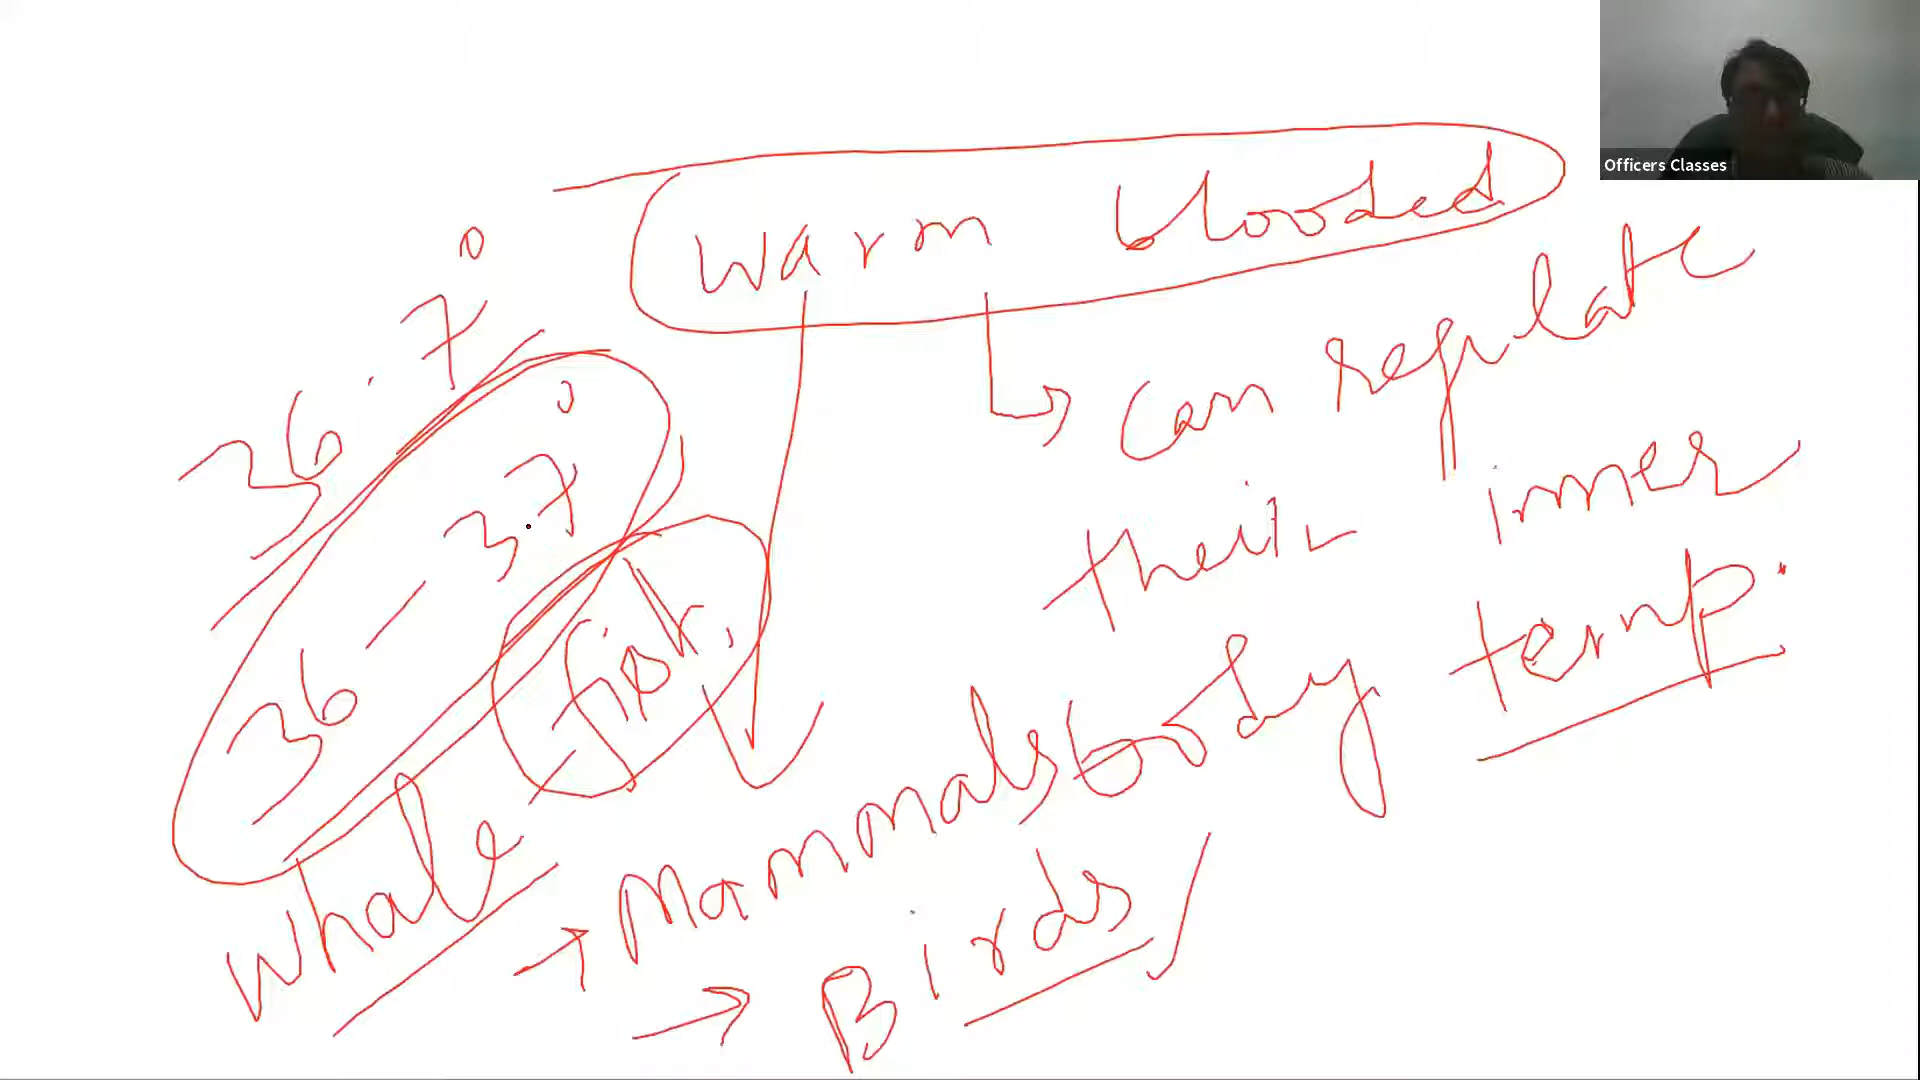 Officers Classes
warm blooded
can regulate
their inner
body temp.
36.7°
36 - 37°
fish,
whale
→ Mammals
→ Birds